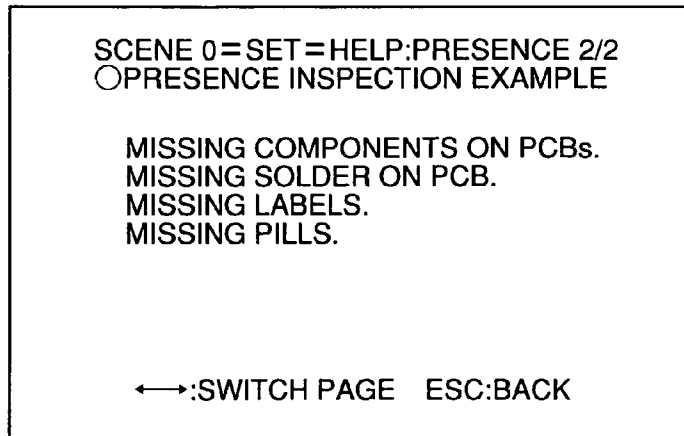 SCENE 0=SET=HELP:PRESENCE 2/2
○PRESENCE INSPECTION EXAMPLE
MISSING COMPONENTS ON PCBs.
MISSING SOLDER ON PCB.
MISSING LABELS.
MISSING PILLS.
←→:SWITCH PAGE ESC:BACK